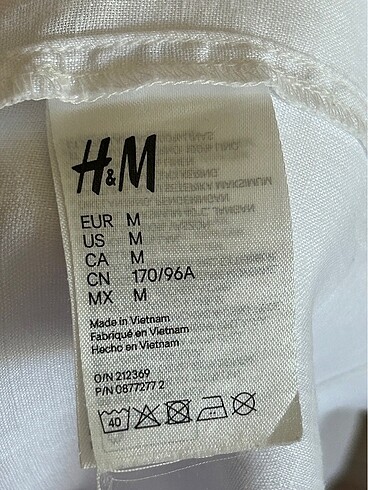 H&M
EUR M
US M
CA M
CN 170/96A
MX M
Made in Vietnam
Fabriqué en Vietnam
Hecho en Vietnam
O/N 212369
P/N 0877277 2
40